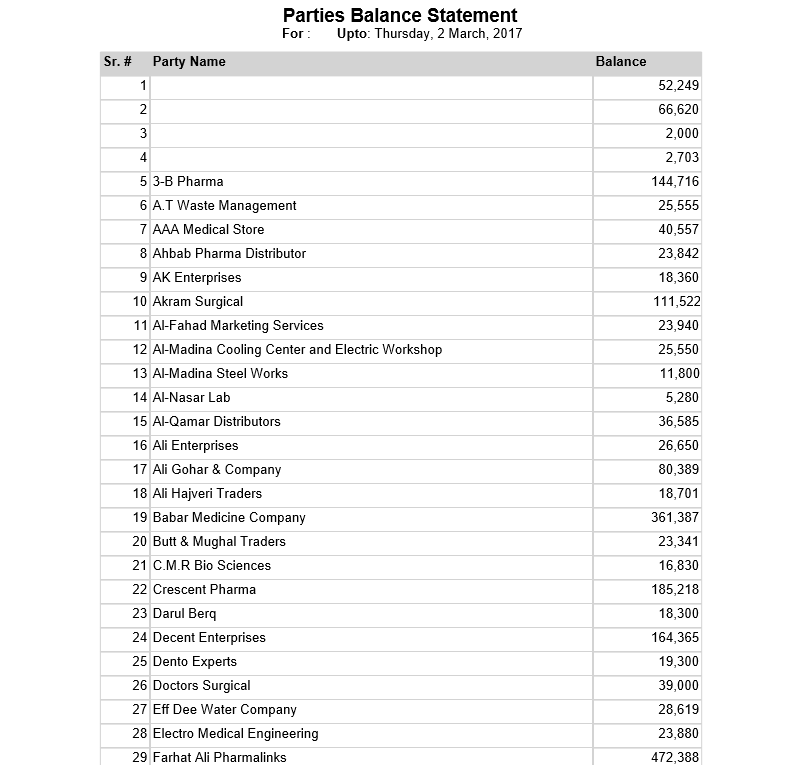 Parties Balance Statement
For : Upto: Thursday, 2 March, 2017
Sr. # Party Name Balance
1 52,249
2 66,620
3 2,000
4 2,703
5 3-B Pharma 144,716
6 A.T Waste Management 25,555
7 AAA Medical Store 40,557
8 Ahbab Pharma Distributor 23,842
9 AK Enterprises 18,360
10 Akram Surgical 111,522
11 Al-Fahad Marketing Services 23,940
12 Al-Madina Cooling Center and Electric Workshop 25,550
13 Al-Madina Steel Works 11,800
14 Al-Nasar Lab 5,280
15 Al-Qamar Distributors 36,585
16 Ali Enterprises 26,650
17 Ali Gohar & Company 80,389
18 Ali Hajveri Traders 18,701
19 Babar Medicine Company 361,387
20 Butt & Mughal Traders 23,341
21 C.M.R Bio Sciences 16,830
22 Crescent Pharma 185,218
23 Darul Berq 18,300
24 Decent Enterprises 164,365
25 Dento Experts 19,300
26 Doctors Surgical 39,000
27 Eff Dee Water Company 28,619
28 Electro Medical Engineering 23,880
29 Farhat Ali Pharmalinks 472,388